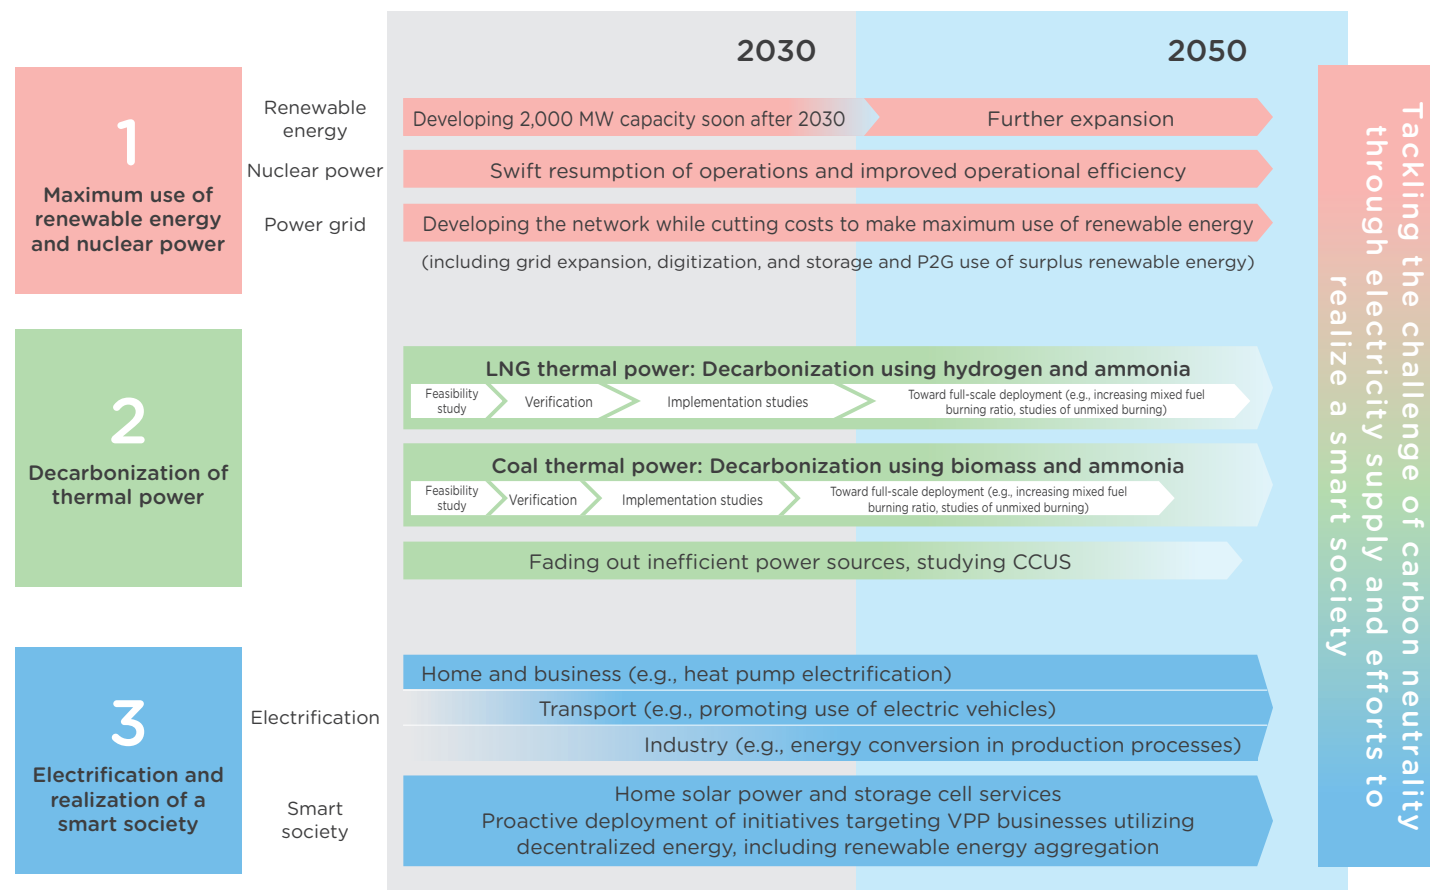 2030
2050
1
Maximum use of
renewable energy
and nuclear power
Renewable
energy
Developing 2,000 MW capacity soon after 2030
Further expansion
Nuclear power
Swift resumption of operations and improved operational efficiency
Power grid
Developing the network while cutting costs to make maximum use of renewable energy
(including grid expansion, digitization, and storage and P2G use of surplus renewable energy)
2
Decarbonization of
thermal power
LNG thermal power: Decarbonization using hydrogen and ammonia
Feasibility
study
Verification
Implementation studies
Toward full-scale deployment (e.g., increasing mixed fuel
burning ratio, studies of unmixed burning)
Coal thermal power: Decarbonization using biomass and ammonia
Feasibility
study
Verification
Implementation studies
Toward full-scale deployment (e.g., increasing mixed fuel
burning ratio, studies of unmixed burning)
Fading out inefficient power sources, studying CCUS
3
Electrification and
realization of a
smart society
Electrification
Home and business (e.g., heat pump electrification)
Transport (e.g., promoting use of electric vehicles)
Industry (e.g., energy conversion in production processes)
Smart
society
Home solar power and storage cell services
Proactive deployment of initiatives targeting VPP businesses utilizing
decentralized energy, including renewable energy aggregation
Tackling the challenge of carbon neutrality
through electricity supply and efforts to
realize a smart society